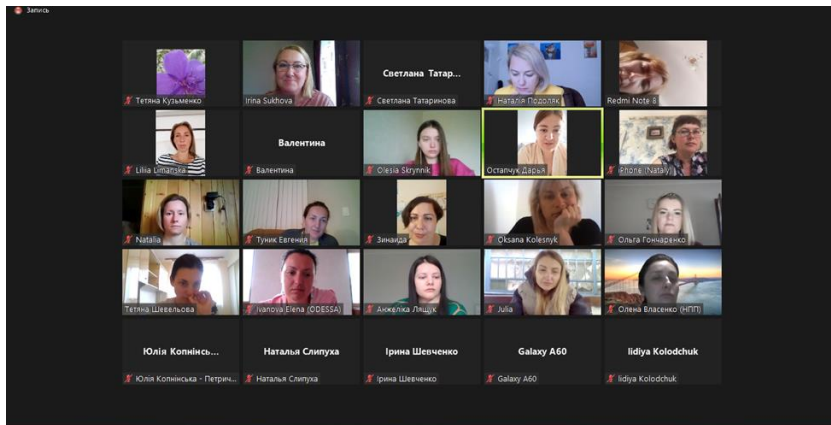 Запись
Тетяна Кузьменко
Irina Sukhova
Светлана Татар...
Светлана Татаринова
Наталія Подоляк
Redmi Note 8
Liliia Limanska
Валентина
Валентина
Olesia Skrynnik
Остапчук Дарья
iPhone (Nataly)
Natalia
Туник Евгения
Зинаида
Oksana Kolesnyk
Ольга Гончаренко
Тетяна Шевельова
Ivanova Elena (ODESSA)
Анжеліка Лящук
Julia
Олена Власенко (НПП)
Юлія Копнінсь...
Наталья Слипуха
Ірина Шевченко
Galaxy A60
lidiya Kolodchuk
Юлія Копнінська - Петрич...
Наталья Слипуха
Ірина Шевченко
Galaxy A60
lidiya Kolodchuk